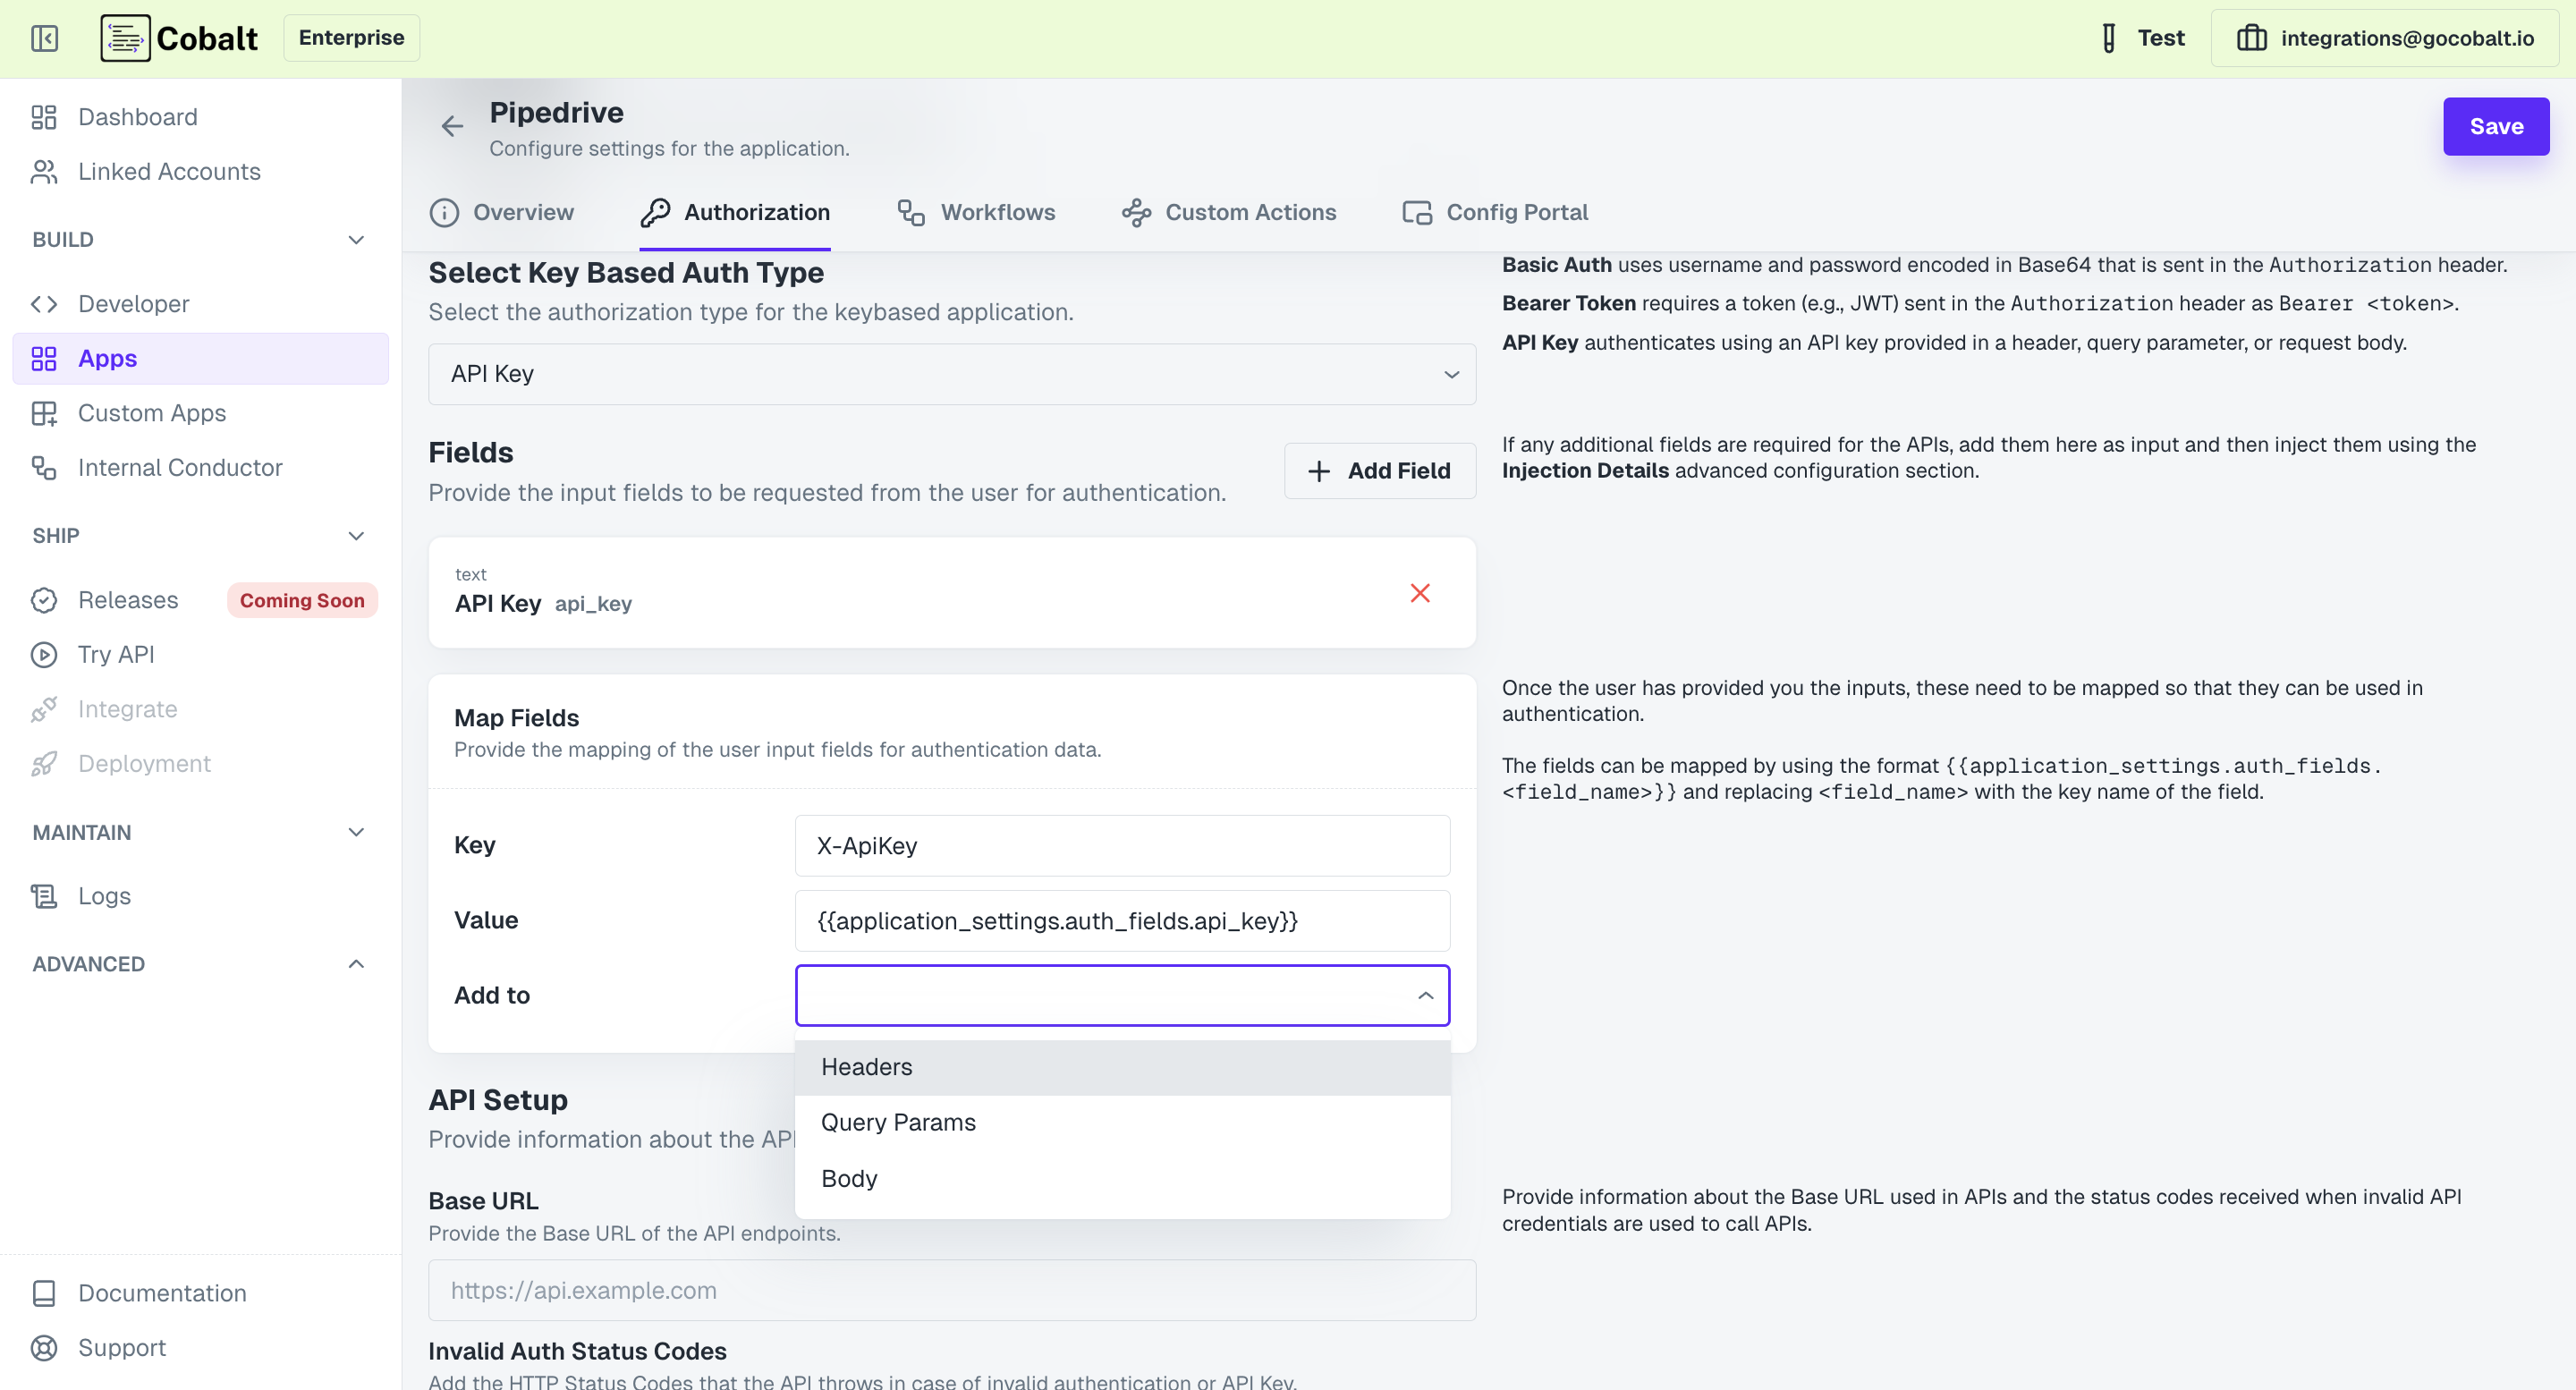 Cobalt
Enterprise
Test
integrations@gocobalt.io
Dashboard
Linked Accounts
BUILD
Developer
Apps
Custom Apps
Internal Conductor
SHIP
Releases
Coming Soon
Try API
Integrate
Deployment
MAINTAIN
Logs
ADVANCED
Documentation
Support
Pipedrive
Configure settings for the application.
Save
Overview
Authorization
Workflows
Custom Actions
Config Portal
Select Key Based Auth Type
Select the authorization type for the keybased application.
API Key
Basic Auth uses username and password encoded in Base64 that is sent in the Authorization header.
Bearer Token requires a token (e.g., JWT) sent in the Authorization header as Bearer <token>.
API Key authenticates using an API key provided in a header, query parameter, or request body.
Fields
Provide the input fields to be requested from the user for authentication.
Add Field
If any additional fields are required for the APIs, add them here as input and then inject them using the
Injection Details advanced configuration section.
text
API Key api_key
Map Fields
Provide the mapping of the user input fields for authentication data.
Once the user has provided you the inputs, these need to be mapped so that they can be used in
authentication.
The fields can be mapped by using the format {{application_settings.auth_fields.
<field_name>}} and replacing <field_name> with the key name of the field.
Key
X-ApiKey
Value
{{application_settings.auth_fields.api_key}}
Add to
Headers
Query Params
Body
API Setup
Provide information about the API
Base URL
Provide the Base URL of the API endpoints.
https://api.example.com
Provide information about the Base URL used in APIs and the status codes received when invalid API
credentials are used to call APIs.
Invalid Auth Status Codes
Add the HTTP Status Codes that the API throws in case of invalid authentication or API Key.